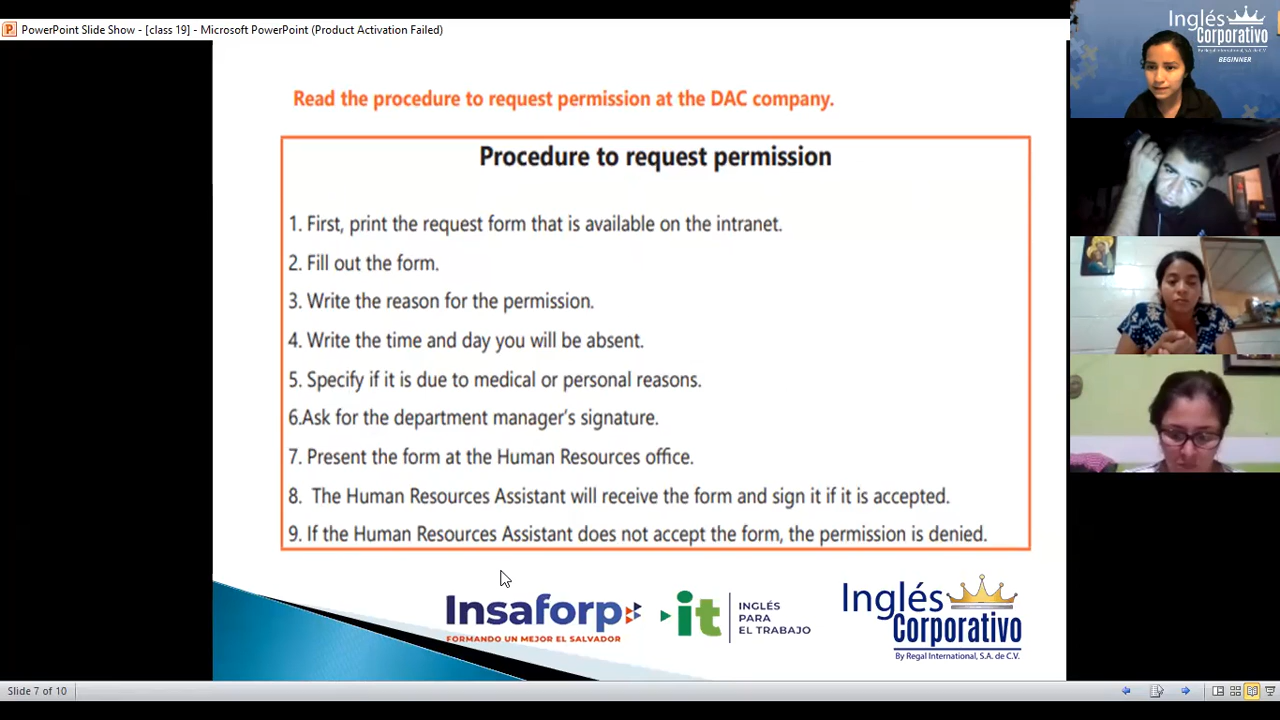 PowerPoint Slide Show - [class 19] - Microsoft PowerPoint (Product Activation Failed)
Inglés
Corporativo
By Regal International, S.A. de C.V.
BEGINNER
Read the procedure to request permission at the DAC company.
Procedure to request permission
1. First, print the request form that is available on the intranet.
2. Fill out the form.
3. Write the reason for the permission.
4. Write the time and day you will be absent.
5. Specify if it is due to medical or personal reasons.
6.Ask for the department manager's signature.
7. Present the form at the Human Resources office.
8. The Human Resources Assistant will receive the form and sign it if it is accepted.
9. If the Human Resources Assistant does not accept the form, the permission is denied.
Insaforp
FORMANDO UN MEJOR EL SALVADOR
it
INGLÉS
PARA
EL TRABAJO
Inglés
Corporativo
By Regal International, S.A. de C.V.
Slide 7 of 10